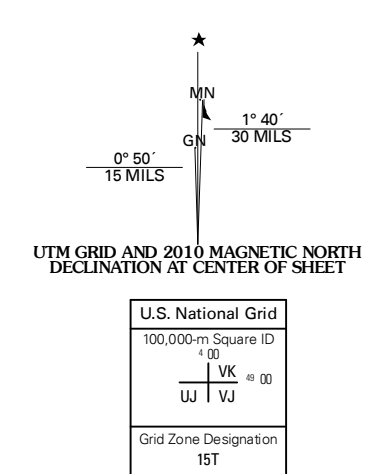 ★
MN
GN
1° 40´
30 MILS
0° 50´
15 MILS
UTM GRID AND 2010 MAGNETIC NORTH
DECLINATION AT CENTER OF SHEET
U.S. National Grid
100,000-m Square ID
4 00
VK 49 00
UJ VJ
Grid Zone Designation
15T